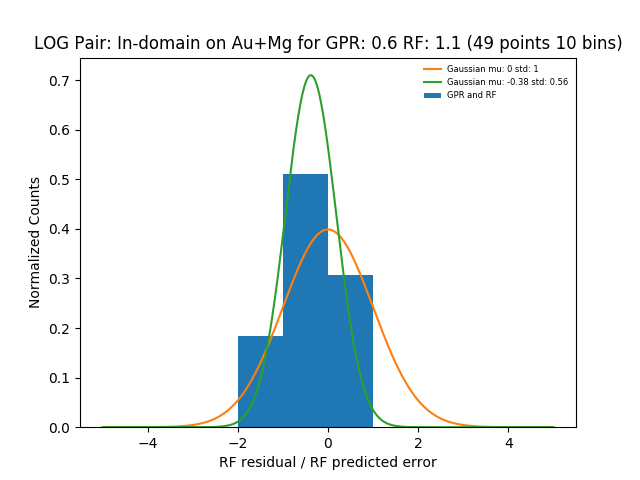 LOG Pair: In-domain on Au+Mg for GPR: 0.6 RF: 1.1 (49 points 10 bins)
Gaussian mu: 0 std: 1
Gaussian mu: -0.38 std: 0.56
GPR and RF
Normalized Counts
0.7
0.6
0.5
0.4
0.3
0.2
0.1
0.0
−4 −2 0 2 4
RF residual / RF predicted error